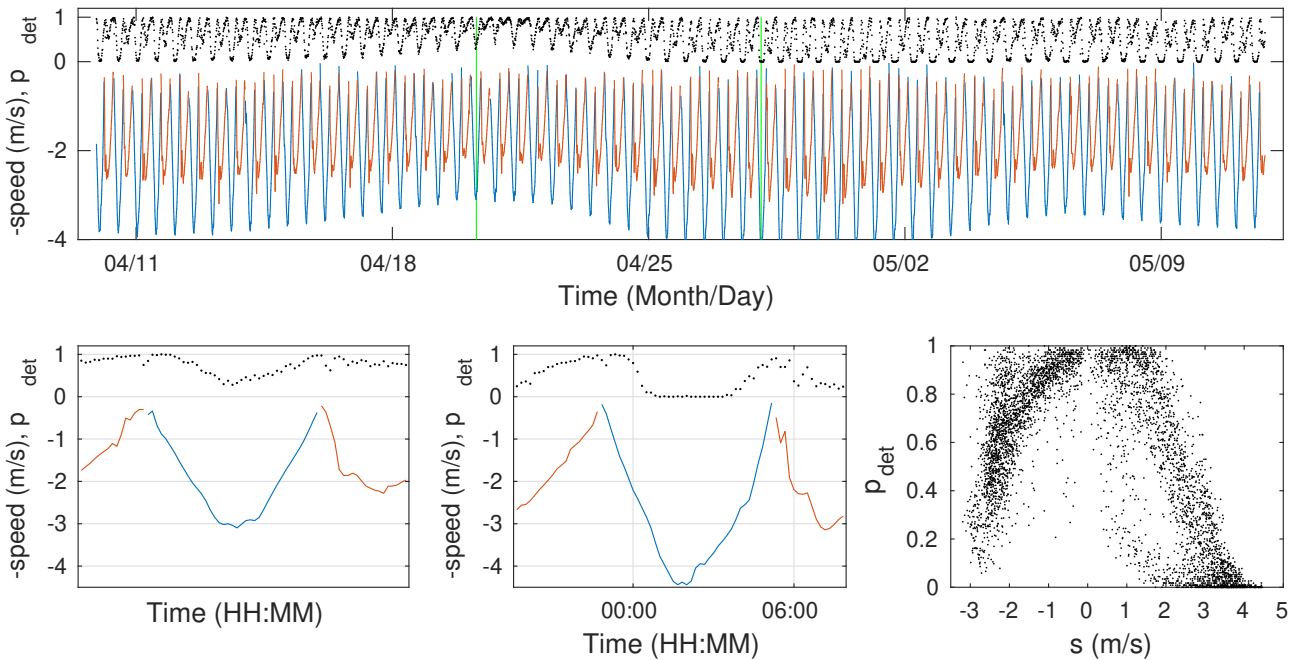 -speed (m/s), p det
1
0
-2
-4
04/11 04/18 04/25 05/02 05/09
Time (Month/Day)
-speed (m/s), p det
1
0
-1
-2
-3
-4
Time (HH:MM)
-speed (m/s), p det
1
0
-1
-2
-3
-4
00:00 06:00
Time (HH:MM)
p det
1
0.8
0.6
0.4
0.2
0
-3 -2 -1 0 1 2 3 4 5
s (m/s)